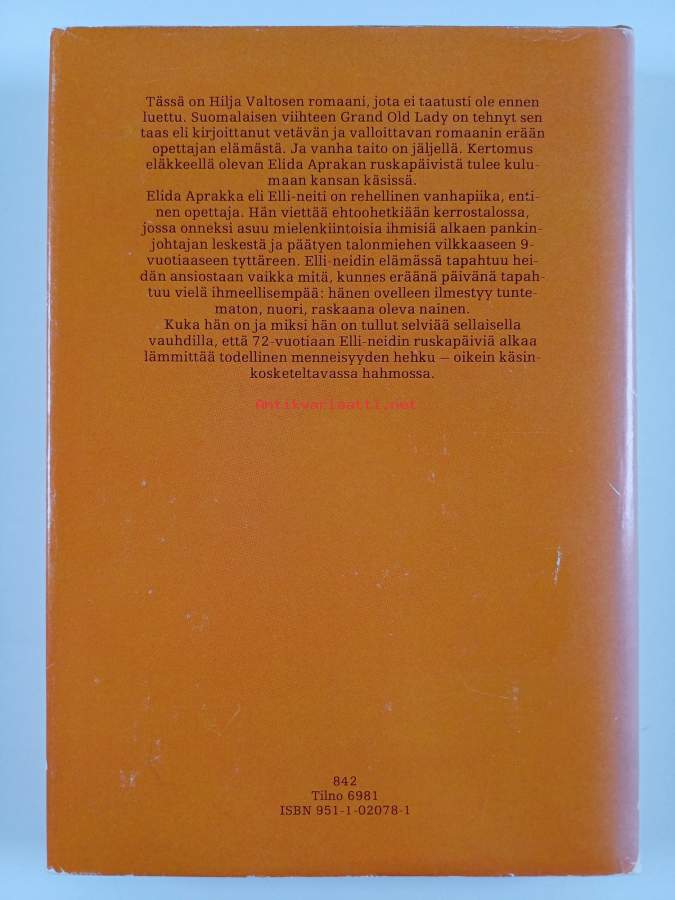 Tässä on Hilja Valtosen romaani, jota ei taatusti ole ennen
luettu. Suomalaisen viihteen Grand Old Lady on tehnyt sen
taas eli kirjoittanut vetävän ja valloittavan romaanin erään
opettajan elämästä. Ja vanha taito on jäljellä. Kertomus
eläkkeellä olevan Elida Aprakan ruskapäivistä tulee kulu-
maan kansan käsissä.
Elida Aprakka eli Elli-neiti on rehellinen vanhapiika, enti-
nen opettaja. Hän viettää ehtoohetkiään kerrostalossa,
jossa onneksi asuu mielenkiintoisia ihmisiä alkaen pankin-
johtajan leskestä ja päätyen talonmiehen vilkkaaseen 9-
vuotiaaseen tyttäreen. Elli-neidin elämässä tapahtuu hei-
dän ansiostaan vaikka mitä, kunnes eräänä päivänä tapah-
tuu vielä ihmeellisempää: hänen ovelleen ilmestyy tunte-
maton, nuori, raskaana oleva nainen.
Kuka hän on ja miksi hän on tullut selviää sellaisella
vauhdilla, että 72-vuotiaan Elli-neidin ruskapäiviä alkaa
lämmittää todellinen menneisyyden hehku — oikein käsin-
kosketeltavassa hahmossa.
Antikvariaatti.net
842
Tilno 6981
ISBN 951-1-02078-1